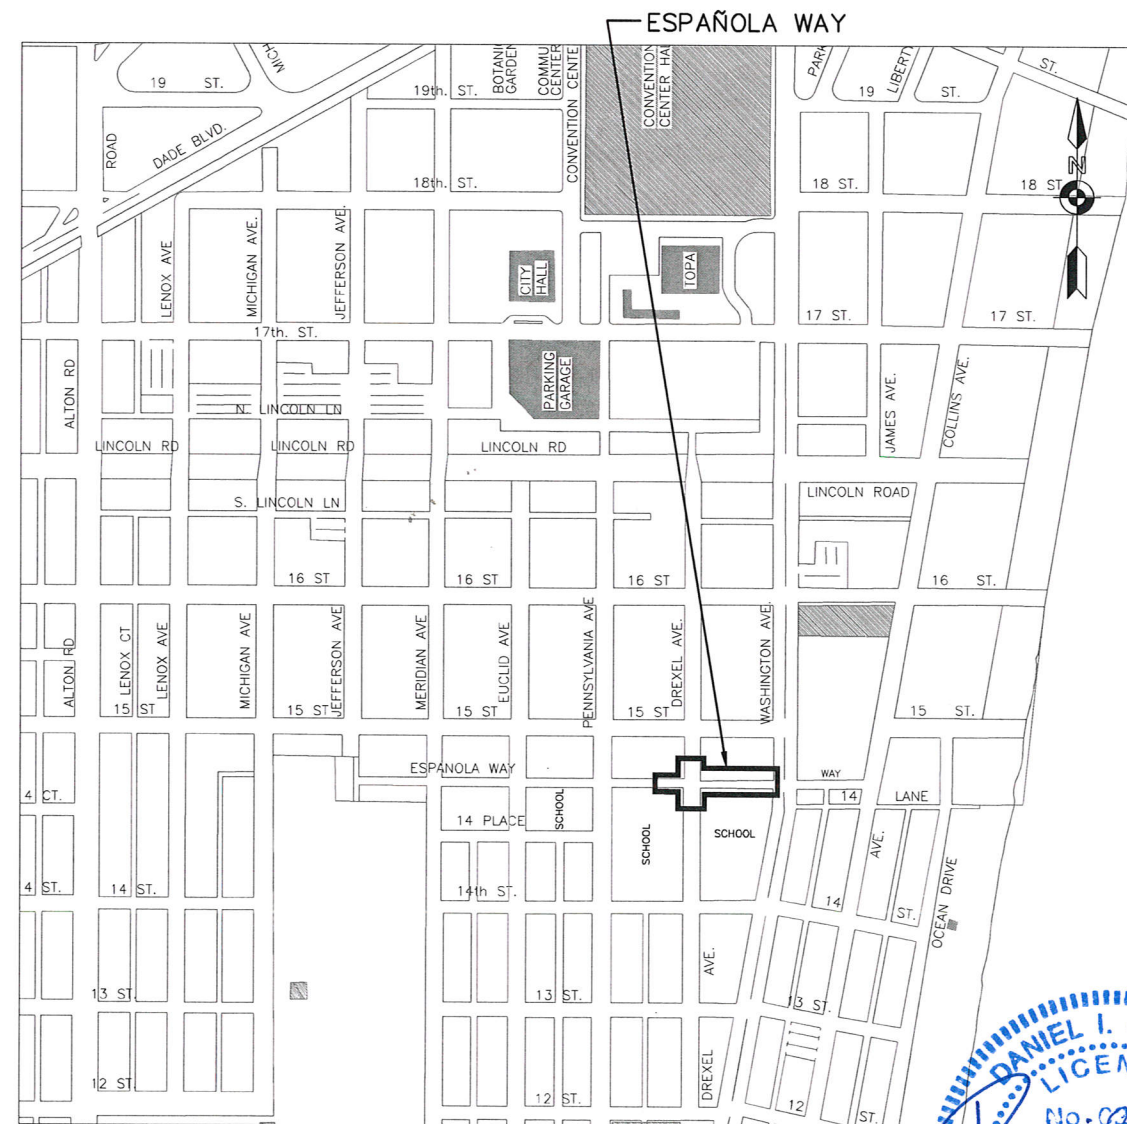 ESPAÑOLA WAY
19 ST.
19th. ST.
BOTANIC
GARDEN
COMMU
CENTER
CONVENTION CENTE
CONVENTION
CENTER HAL
PARK
LIBERTY
19 ST.
ST.
ROAD
DADE BLVD.
MICH
18th. ST.
18 ST.
18 ST
N
LENOX AVE
MICHIGAN AVE.
JEFFERSON AVE.
CITY
HALL
TOPA
17th. ST.
17 ST.
17 ST.
ALTON RD
PARKING
GARAGE
JAMES AVE.
COLLINS AVE.
N. LINCOLN LN
LINCOLN RD
LINCOLN RD
LINCOLN RD
S. LINCOLN LN
LINCOLN ROAD
16 ST
16 ST
16 ST
16 ST.
ALTON RD
LENOX CT
LENOX AVE
MICHIGAN AVE
JEFFERSON AVE
MERIDIAN AVE
EUCLID AVE
PENNSYLVANIA AVE
DREXEL AVE.
WASHINGTON AVE.
15 ST
15 ST
15 ST
15 ST
15 ST.
ESPANOLA WAY
WAY
4 CT.
14 PLACE
SCHOOL
SCHOOL
SCHOOL
14 LANE
AVE.
OCEAN DRIVE
4 ST.
14 ST.
14th ST.
14 ST.
13 ST.
13 ST.
AVE.
DREXEL
13 ST.
12 ST.
12 ST.
12 ST.
DANIEL I.
LICEN
No.